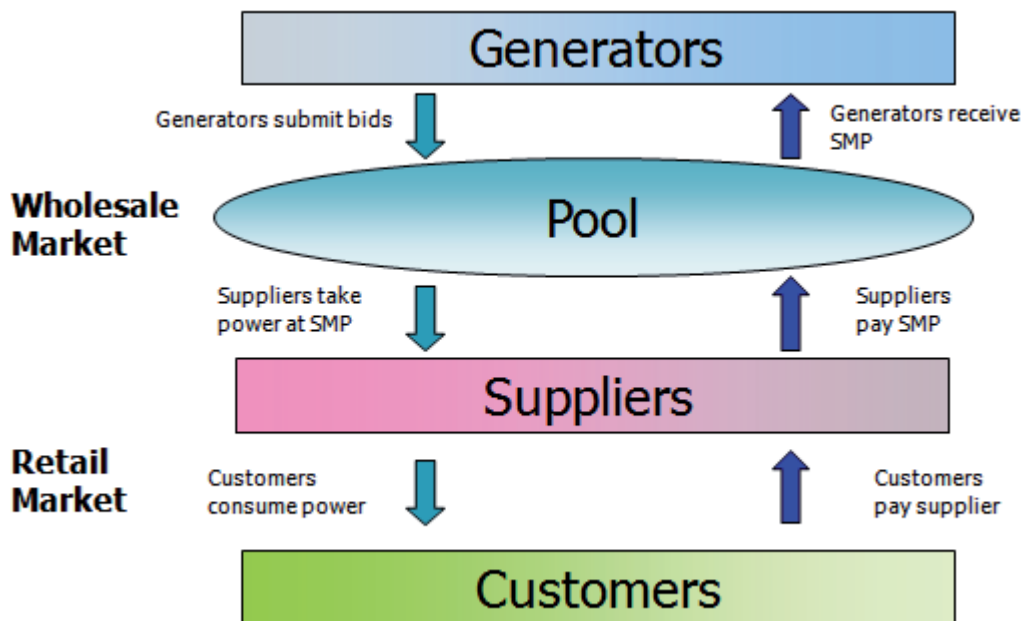 Generators
Generators submit bids
Generators receive
SMP
Wholesale
Market
Pool
Suppliers take
power at SMP
Suppliers
pay SMP
Suppliers
Retail
Market
Customers
consume power
Customers
pay supplier
Customers